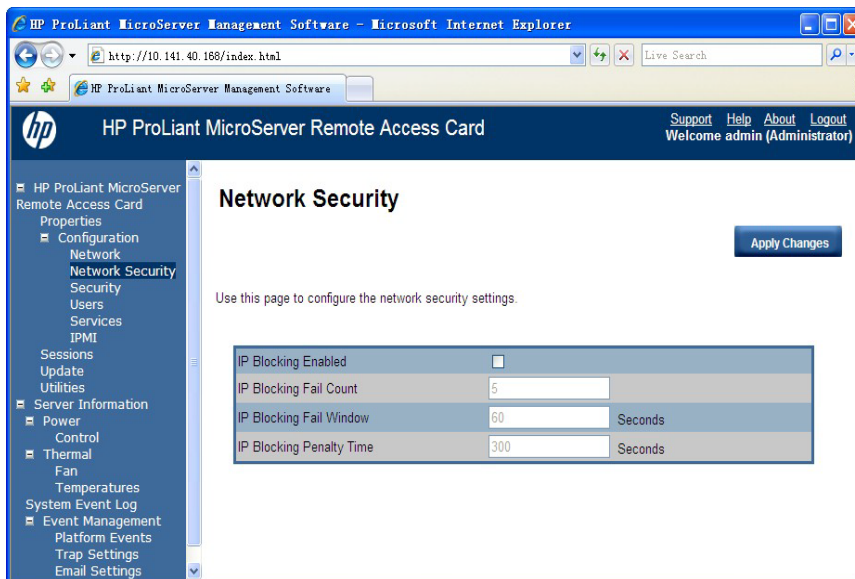 HP ProLiant MicroServer Management Software - Microsoft Internet Explorer
http://10.141.40.168/index.html
Live Search
HP ProLiant MicroServer Management Software
hp
HP ProLiant MicroServer Remote Access Card
Support Help About Logout
Welcome admin (Administrator)
HP ProLiant MicroServer
Remote Access Card
Properties
Configuration
Network
Network Security
Security
Users
Services
IPMI
Sessions
Update
Utilities
Server Information
Power
Control
Thermal
Fan
Temperatures
System Event Log
Event Management
Platform Events
Trap Settings
Email Settings
Network Security
Apply Changes
Use this page to configure the network security settings.
IP Blocking Enabled
IP Blocking Fail Count 5
IP Blocking Fail Window 60 Seconds
IP Blocking Penalty Time 300 Seconds